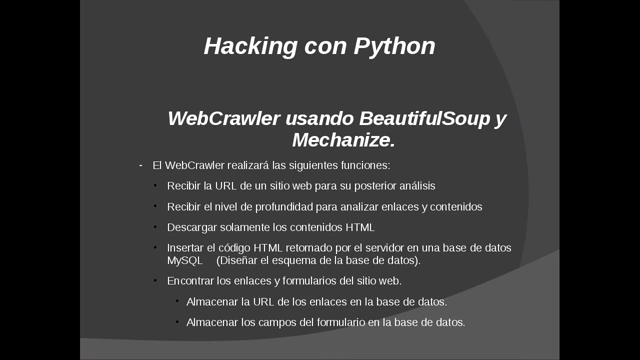 Hacking con Python
WebCrawler usando BeautifulSoup y
Mechanize.
- El WebCrawler realizará las siguientes funciones:
• Recibir la URL de un sitio web para su posterior análisis
• Recibir el nivel de profundidad para analizar enlaces y contenidos
• Descargar solamente los contenidos HTML
• Insertar el código HTML retornado por el servidor en una base de datos
MySQL (Diseñar el esquema de la base de datos).
• Encontrar los enlaces y formularios del sitio web.
• Almacenar la URL de los enlaces en la base de datos.
• Almacenar los campos del formulario en la base de datos.